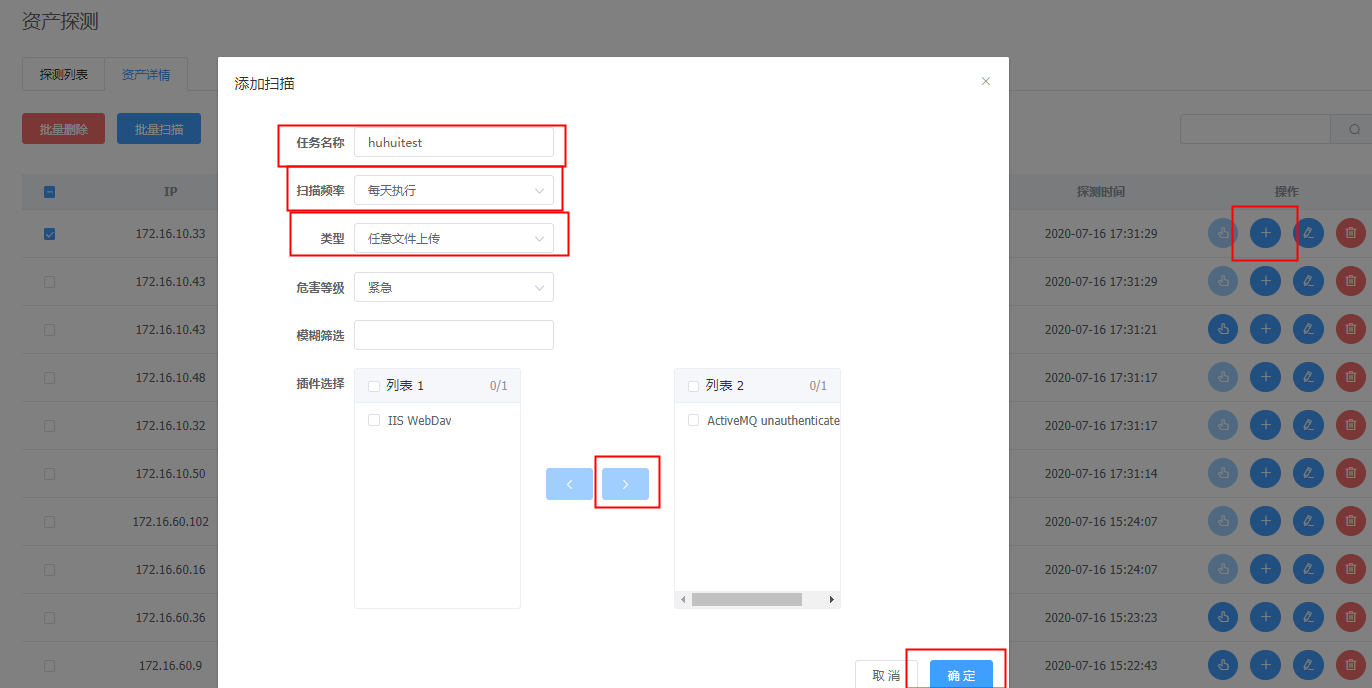 资产探测
探测列表 资产详情
批量删除 批量扫描
添加扫描
任务名称 huhuitest
扫描频率 每天执行
类型 任意文件上传
危害等级 紧急
模糊筛选
插件选择
列表 1 0/1
IIS WebDav
列表 2 0/1
ActiveMQ unauthenticate
取消 确定
IP 探测时间 操作
172.16.10.33 2020-07-16 17:31:29
172.16.10.43 2020-07-16 17:31:29
172.16.10.43 2020-07-16 17:31:21
172.16.10.48 2020-07-16 17:31:17
172.16.10.32 2020-07-16 17:31:17
172.16.10.50 2020-07-16 17:31:14
172.16.60.102 2020-07-16 15:24:07
172.16.60.16 2020-07-16 15:24:07
172.16.60.36 2020-07-16 15:23:23
172.16.60.9 2020-07-16 15:22:43